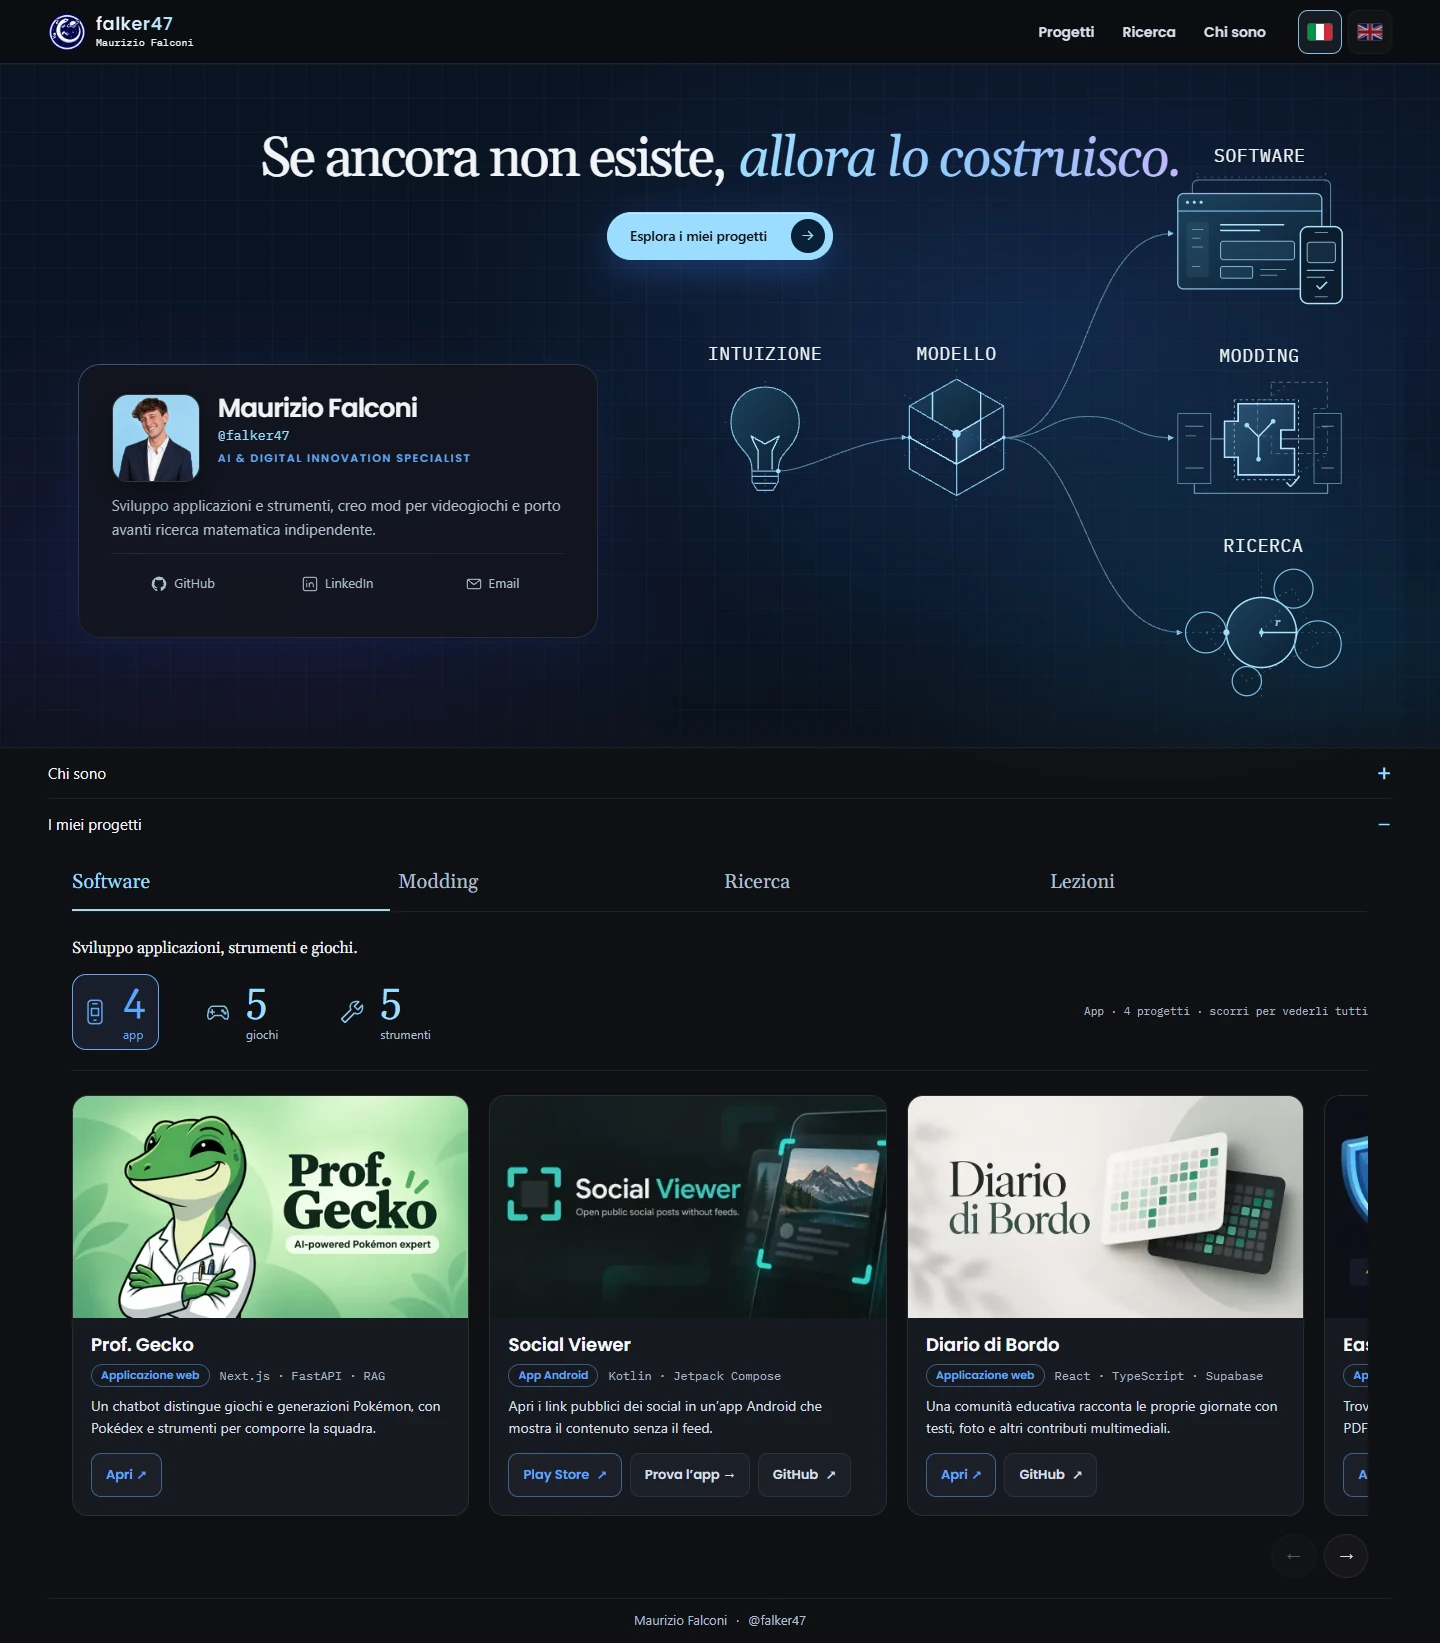 falker47
Maurizio Falconi
Progetti
Ricerca
Chi sono
Se ancora non esiste, allora lo costruisco.
Esplora i miei progetti →
SOFTWARE
INTUIZIONE
MODELLO
MODDING
RICERCA
r
Maurizio Falconi
@falker47
AI & DIGITAL INNOVATION SPECIALIST
Sviluppo applicazioni e strumenti, creo mod per videogiochi e porto
avanti ricerca matematica indipendente.
GitHub
LinkedIn
Email
Chi sono +
I miei progetti −
Software
Modding
Ricerca
Lezioni
Sviluppo applicazioni, strumenti e giochi.
4
app
5
giochi
5
strumenti
App · 4 progetti · scorri per vederli tutti
Prof.
Gecko
AI-powered Pokémon expert
Social Viewer
Open public social posts without feeds.
Diario
di Bordo
Prof. Gecko
Applicazione web Next.js · FastAPI · RAG
Un chatbot distingue giochi e generazioni Pokémon, con
Pokédex e strumenti per comporre la squadra.
Apri ↗
Social Viewer
App Android Kotlin · Jetpack Compose
Apri i link pubblici dei social in un’app Android che
mostra il contenuto senza il feed.
Play Store ↗
Prova l’app →
GitHub ↗
Diario di Bordo
Applicazione web React · TypeScript · Supabase
Una comunità educativa racconta le proprie giornate con
testi, foto e altri contributi multimediali.
Apri ↗
GitHub ↗
PDF
← →
Maurizio Falconi · @falker47